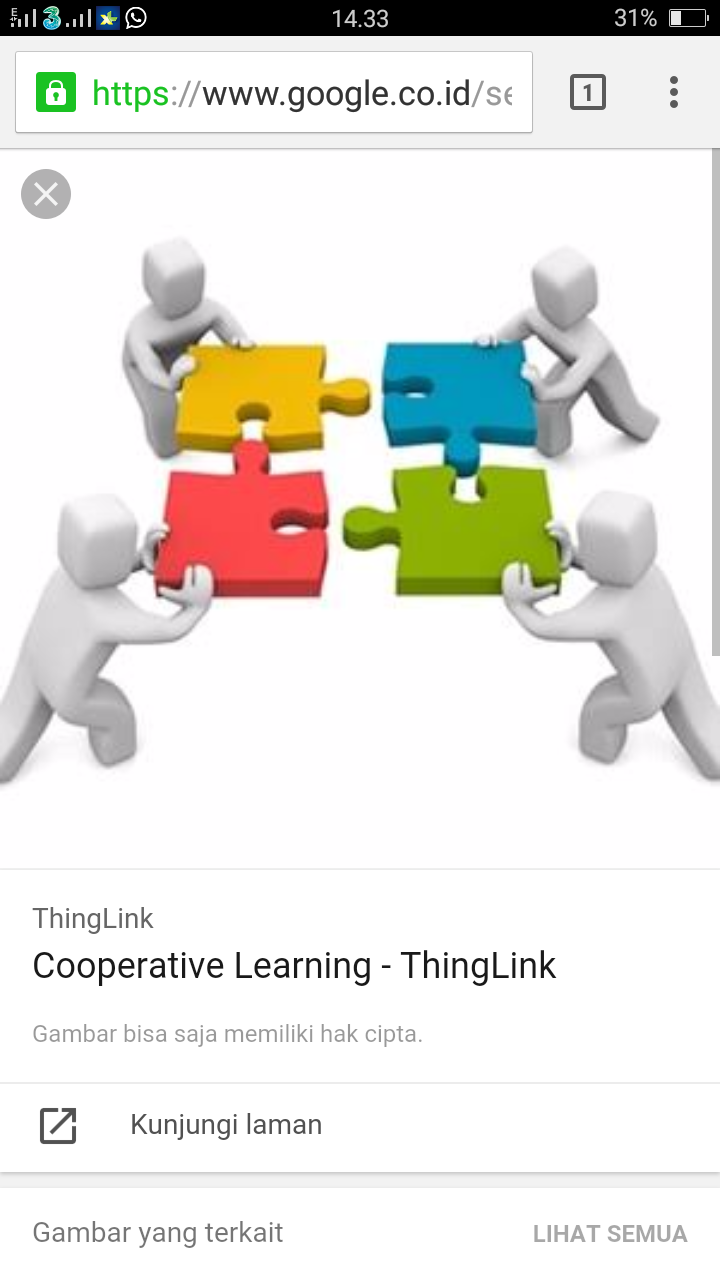 14.33
31%
https://www.google.co.id/se
1
ThingLink
Cooperative Learning - ThingLink
Gambar bisa saja memiliki hak cipta.
Kunjungi laman
Gambar yang terkait
LIHAT SEMUA